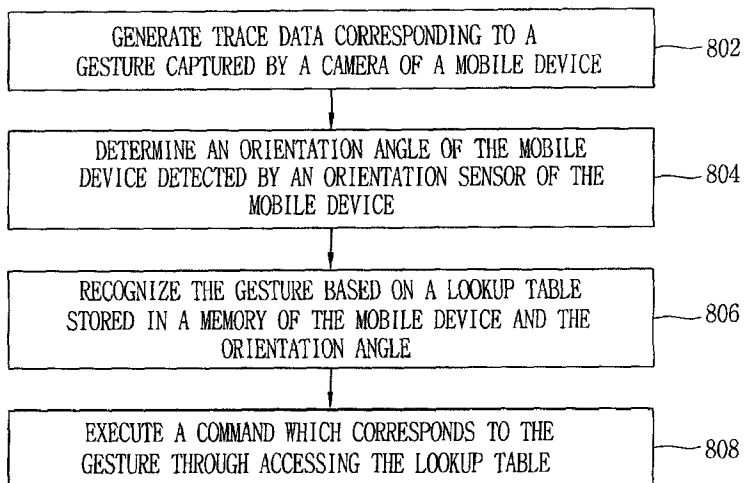 GENERATE TRACE DATA CORRESPONDING TO A
GESTURE CAPTURED BY A CAMERA OF A MOBILE DEVICE
802
DETERMINE AN ORIENTATION ANGLE OF THE MOBILE
DEVICE DETECTED BY AN ORIENTATION SENSOR OF THE
MOBILE DEVICE
804
RECOGNIZE THE GESTURE BASED ON A LOOKUP TABLE
STORED IN A MEMORY OF THE MOBILE DEVICE AND THE
ORIENTATION ANGLE
806
EXECUTE A COMMAND WHICH CORRESPONDS TO THE
GESTURE THROUGH ACCESSING THE LOOKUP TABLE
808